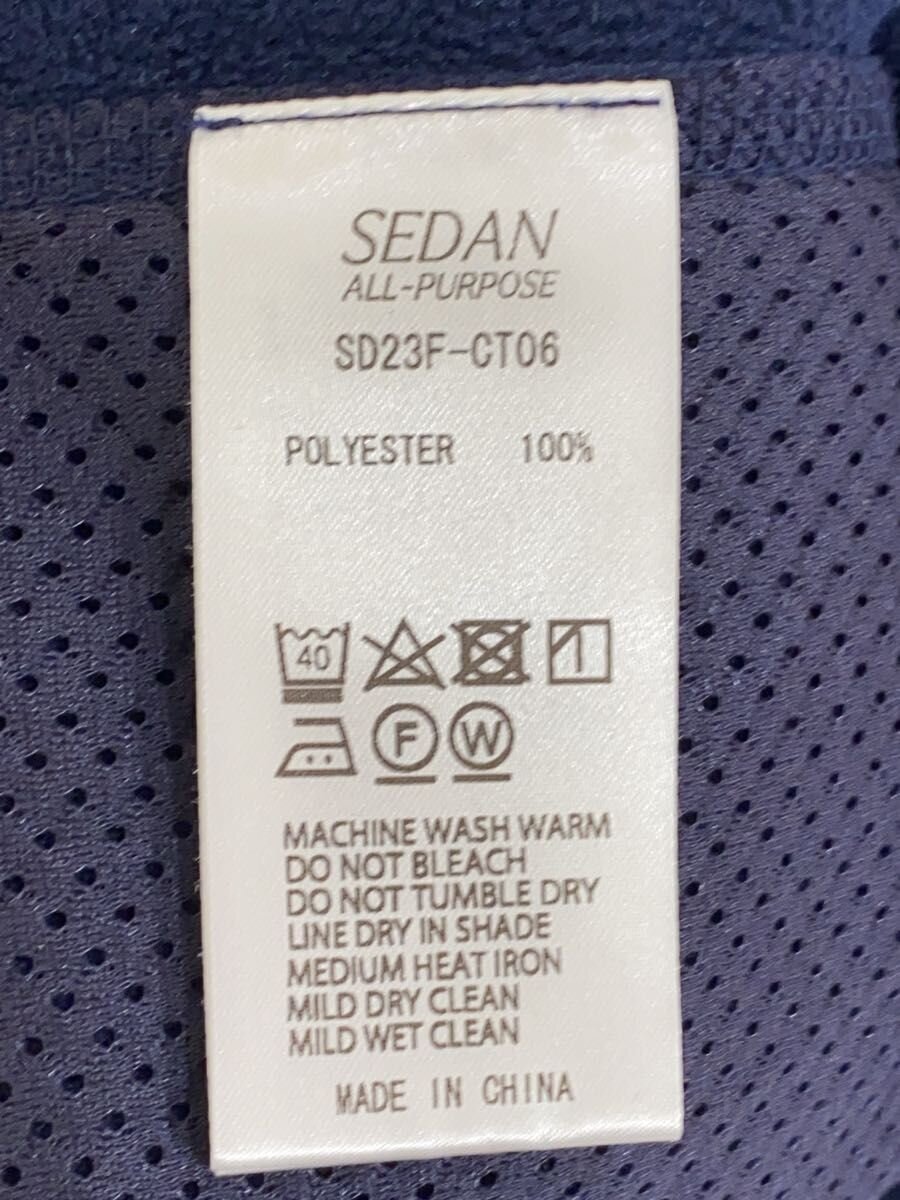 SEDAN
ALL-PURPOSE
SD23F-CT06
POLYESTER 100%
40
F W
MACHINE WASH WARM
DO NOT BLEACH
DO NOT TUMBLE DRY
LINE DRY IN SHADE
MEDIUM HEAT IRON
MILD DRY CLEAN
MILD WET CLEAN
MADE IN CHINA